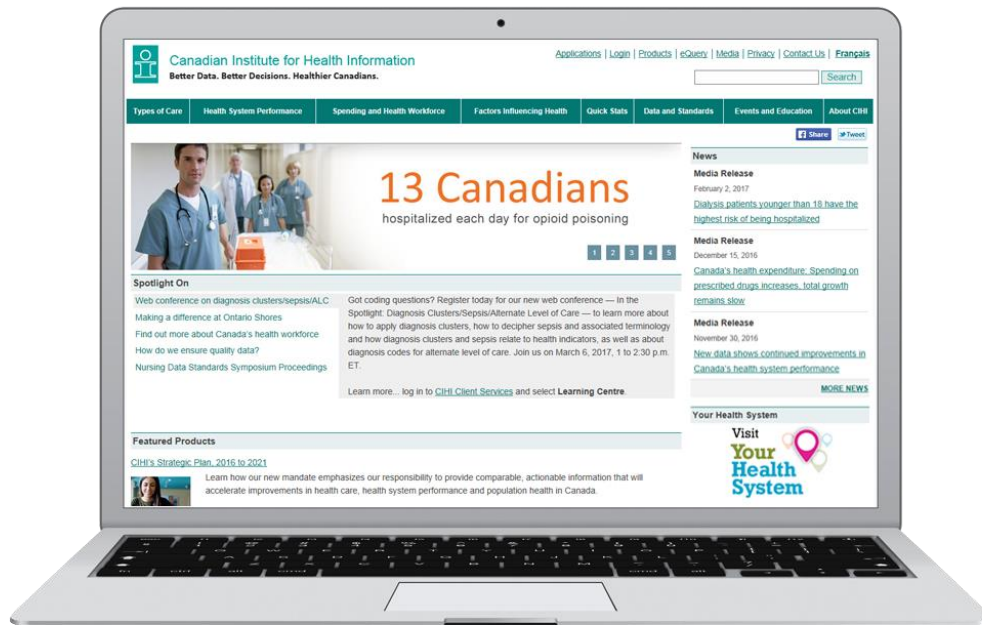 Canadian Institute for Health Information
Better Data. Better Decisions. Healthier Canadians.
Applications | Login | Products | eQuery | Media | Privacy | Contact Us | Français
Search
Types of Care
Health System Performance
Spending and Health Workforce
Factors Influencing Health
Quick Stats
Data and Standards
Events and Education
About CIHI
Share
Tweet
13 Canadians
hospitalized each day for opioid poisoning
1 2 3 4 5
Spotlight On
Web conference on diagnosis clusters/sepsis/ALC
Making a difference at Ontario Shores
Find out more about Canada's health workforce
How do we ensure quality data?
Nursing Data Standards Symposium Proceedings
Got coding questions? Register today for our new web conference — In the
Spotlight: Diagnosis Clusters/Sepsis/Alternate Level of Care — to learn more about
how to apply diagnosis clusters, how to decipher sepsis and associated terminology
and how diagnosis clusters and sepsis relate to health indicators, as well as about
diagnosis codes for alternate level of care. Join us on March 6, 2017, 1 to 2:30 p.m.
ET.
Learn more... log in to CIHI Client Services and select Learning Centre.
Featured Products
CIHI's Strategic Plan, 2016 to 2021
Learn how our new mandate emphasizes our responsibility to provide comparable, actionable information that will
accelerate improvements in health care, health system performance and population health in Canada.
News
Media Release
February 2, 2017
Dialysis patients younger than 18 have the
highest risk of being hospitalized
Media Release
December 15, 2016
Canada's health expenditure: Spending on
prescribed drugs increases, total growth
remains slow
Media Release
November 30, 2016
New data shows continued improvements in
Canada's health system performance
MORE NEWS
Your Health System
Visit
Your
Health
System